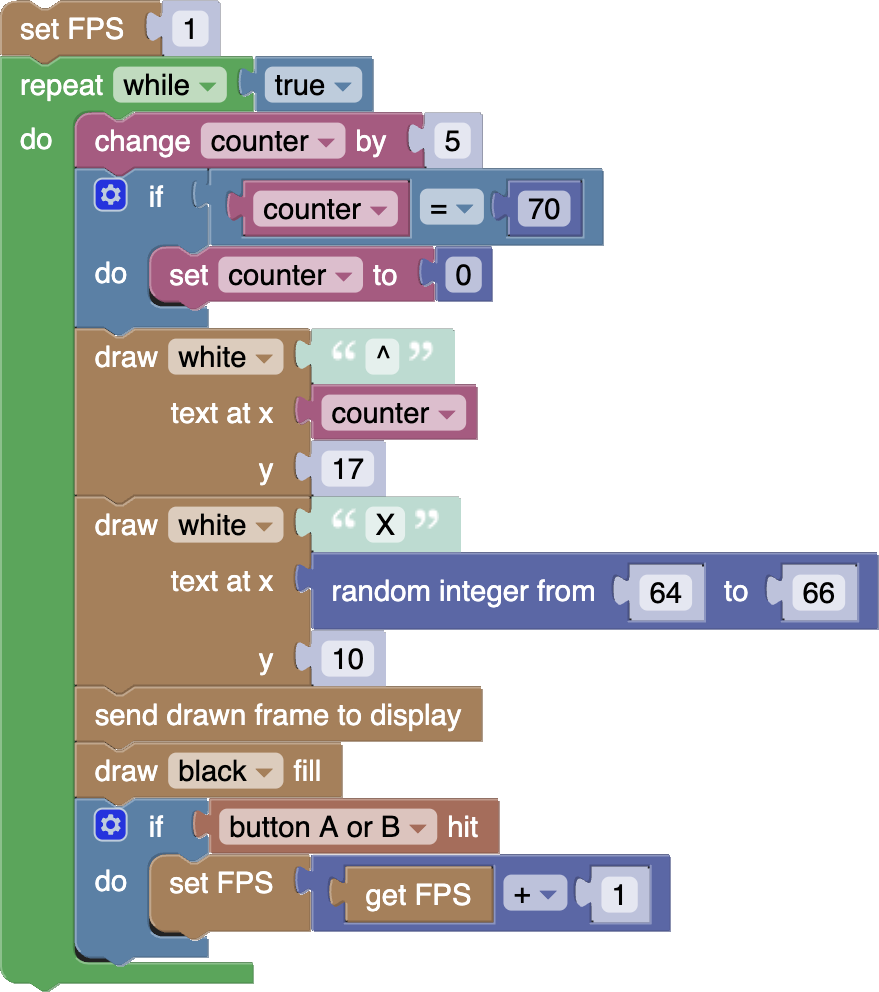 set FPS 1
repeat while true
do change counter by 5
if counter = 70
do set counter to 0
draw white “ ^ ”
text at x counter
y 17
draw white “ X ”
text at x random integer from 64 to 66
y 10
send drawn frame to display
draw black fill
if button A or B hit
do set FPS get FPS + 1